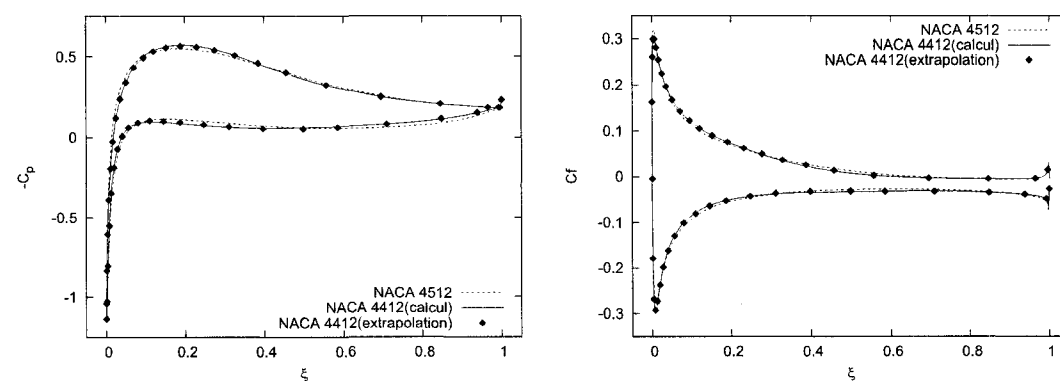 0.5
0
-0.5
-1
-Cp
NACA 4512
NACA 4412(calcul)
NACA 4412(extrapolation)
0 0.2 0.4 0.6 0.8 1
ξ
0.3
0.2
0.1
0
-0.1
-0.2
-0.3
Cf
NACA 4512
NACA 4412(calcul)
NACA 4412(extrapolation)
0 0.2 0.4 0.6 0.8 1
ξ